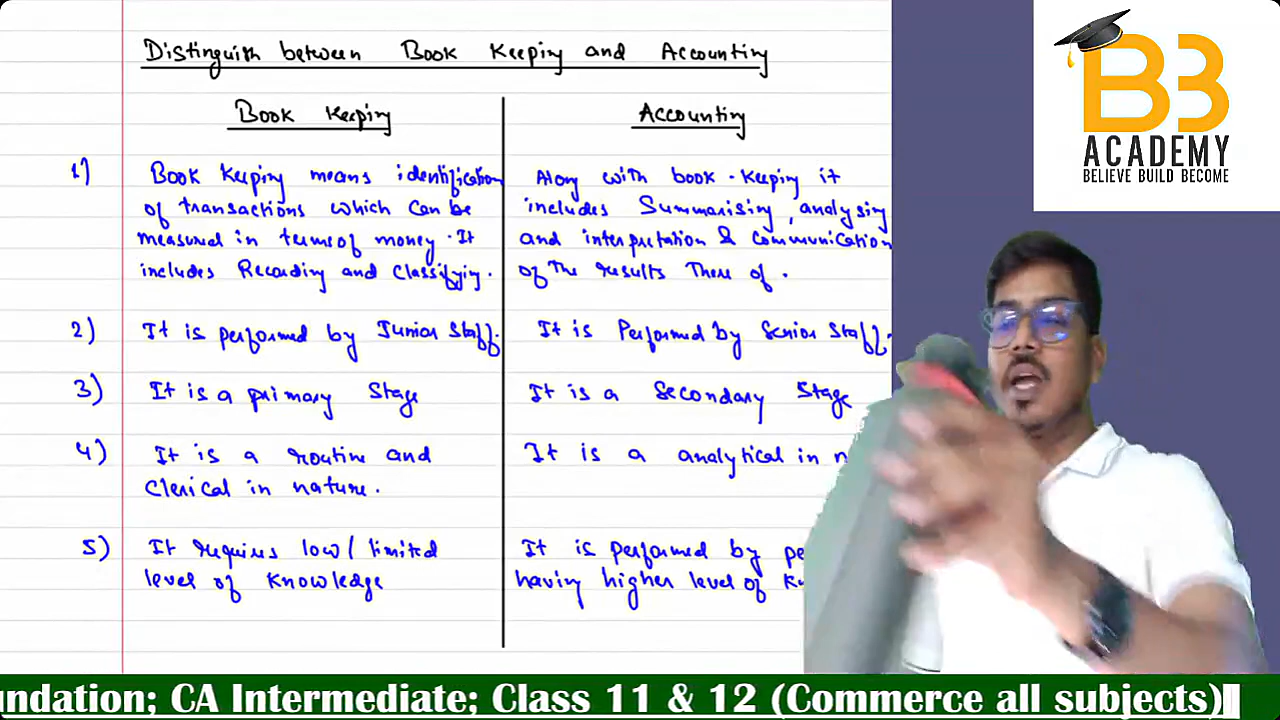 Distinguish between Book Keeping and Accounting
Book Keeping
Accounting
1)
Book Keeping means identification
of transactions which can be
measured in terms of money. It
includes Recording and Classifying.
Along with book-keeping it
includes Summarising, analysing
and interpretation & communication
of the results There of.
2)
It is performed by Junior Staff.
It is Performed by Senior Staff.
3)
It is a primary Stage
It is a Secondary Stage
4)
It is a routine and
Clerical in nature.
It is a analytical in
5)
It requires low/limited
level of knowledge
It is performed by
having higher level of
B3
ACADEMY
BELIEVE BUILD BECOME
undation; CA Intermediate; Class 11 & 12 (Commerce all subjects)